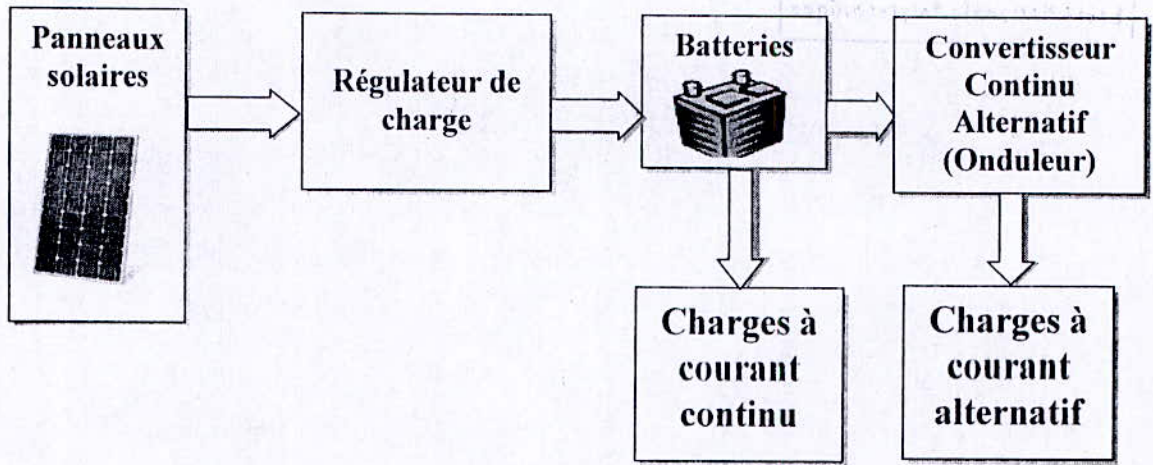 Panneaux
solaires
Régulateur de
charge
Batteries
Convertisseur
Continu
Alternatif
(Onduleur)
Charges à
courant
continu
Charges à
courant
alternatif